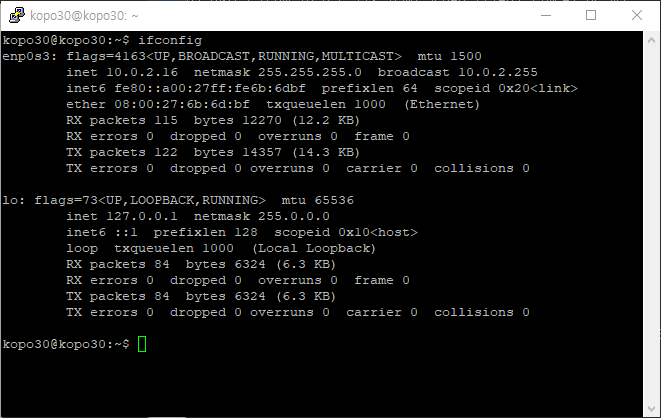 kopo30@kopo30: ~
kopo30@kopo30:~$ ifconfig
enp0s3: flags=4163<UP,BROADCAST,RUNNING,MULTICAST>  mtu 1500
        inet 10.0.2.16  netmask 255.255.255.0  broadcast 10.0.2.255
        inet6 fe80::a00:27ff:fe6b:6dbf  prefixlen 64  scopeid 0x20<link>
        ether 08:00:27:6b:6d:bf  txqueuelen 1000  (Ethernet)
        RX packets 115  bytes 12270 (12.2 KB)
        RX errors 0  dropped 0  overruns 0  frame 0
        TX packets 122  bytes 14357 (14.3 KB)
        TX errors 0  dropped 0 overruns 0  carrier 0  collisions 0
lo: flags=73<UP,LOOPBACK,RUNNING>  mtu 65536
        inet 127.0.0.1  netmask 255.0.0.0
        inet6 ::1  prefixlen 128  scopeid 0x10<host>
        loop  txqueuelen 1000  (Local Loopback)
        RX packets 84  bytes 6324 (6.3 KB)
        RX errors 0  dropped 0  overruns 0  frame 0
        TX packets 84  bytes 6324 (6.3 KB)
        TX errors 0  dropped 0 overruns 0  carrier 0  collisions 0
kopo30@kopo30:~$